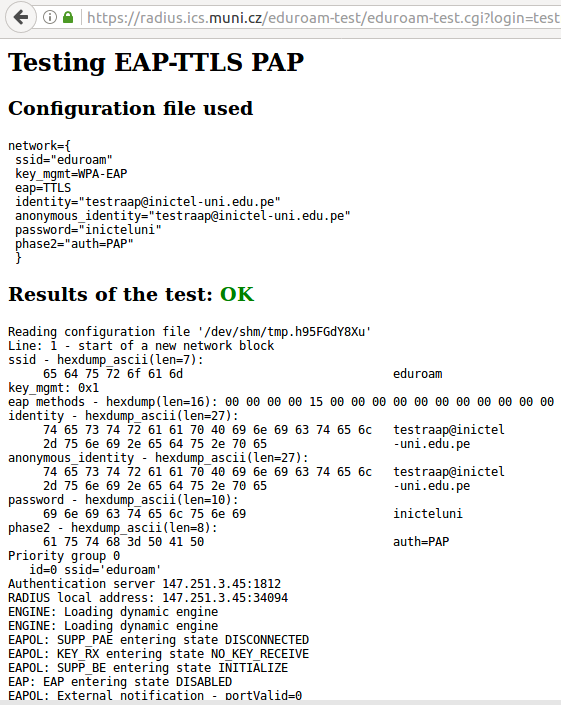 https://radius.ics.muni.cz/eduroam-test/eduroam-test.cgi?login=test
Testing EAP-TTLS PAP
Configuration file used
network={
ssid="eduroam"
key_mgmt=WPA-EAP
eap=TTLS
identity="testraap@inictel-uni.edu.pe"
anonymous_identity="testraap@inictel-uni.edu.pe"
password="inicteluni"
phase2="auth=PAP"
}
Results of the test: OK
Reading configuration file '/dev/shm/tmp.h95FGdY8Xu'
Line: 1 - start of a new network block
ssid - hexdump_ascii(len=7):
65 64 75 72 6f 61 6d eduroam
key_mgmt: 0x1
eap methods - hexdump(len=16): 00 00 00 00 15 00 00 00 00 00 00 00 00 00 00 00
identity - hexdump_ascii(len=27):
74 65 73 74 72 61 61 70 40 69 6e 69 63 74 65 6c testraap@inictel
2d 75 6e 69 2e 65 64 75 2e 70 65 -uni.edu.pe
anonymous_identity - hexdump_ascii(len=27):
74 65 73 74 72 61 61 70 40 69 6e 69 63 74 65 6c testraap@inictel
2d 75 6e 69 2e 65 64 75 2e 70 65 -uni.edu.pe
password - hexdump_ascii(len=10):
69 6e 69 63 74 65 6c 75 6e 69 inicteluni
phase2 - hexdump_ascii(len=8):
61 75 74 68 3d 50 41 50 auth=PAP
Priority group 0
id=0 ssid='eduroam'
Authentication server 147.251.3.45:1812
RADIUS local address: 147.251.3.45:34094
ENGINE: Loading dynamic engine
ENGINE: Loading dynamic engine
EAPOL: SUPP_PAE entering state DISCONNECTED
EAPOL: KEY_RX entering state NO_KEY_RECEIVE
EAPOL: SUPP_BE entering state INITIALIZE
EAP: EAP entering state DISABLED
EAPOL: External notification - portValid=0